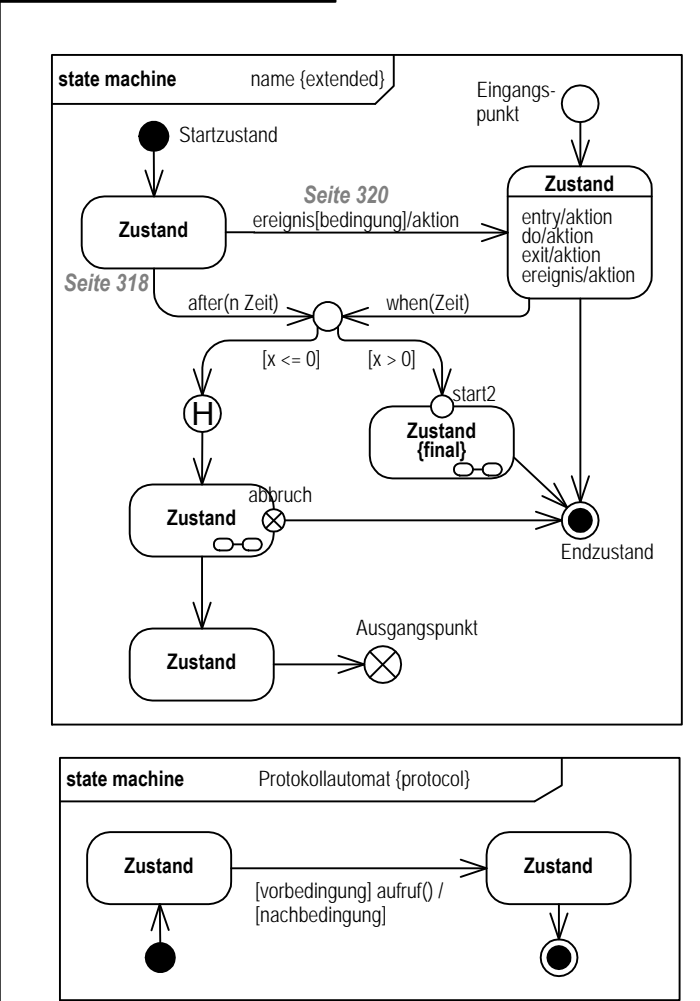 state machine name {extended}
Eingangs-
punkt
Startzustand
Zustand
entry/aktion
do/aktion
exit/aktion
ereignis/aktion
Seite 320
ereignis[bedingung]/aktion
Zustand
Seite 318
after(n Zeit)
when(Zeit)
[x <= 0]
[x > 0]
H
start2
Zustand
{final}
abbruch
Zustand
Endzustand
Ausgangspunkt
Zustand
state machine Protokollautomat {protocol}
Zustand
Zustand
[vorbedingung] aufruf() /
[nachbedingung]